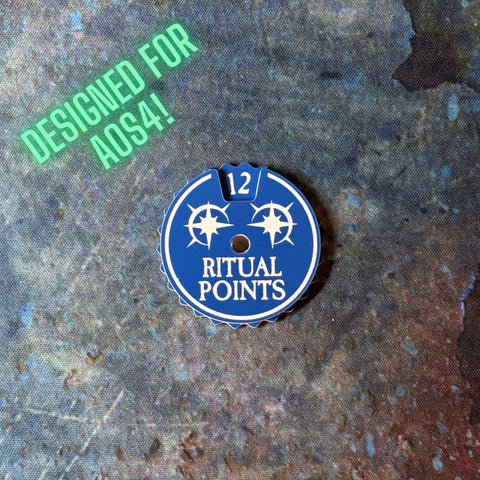 DESIGNED FOR
AOS4!
12
RITUAL
POINTS